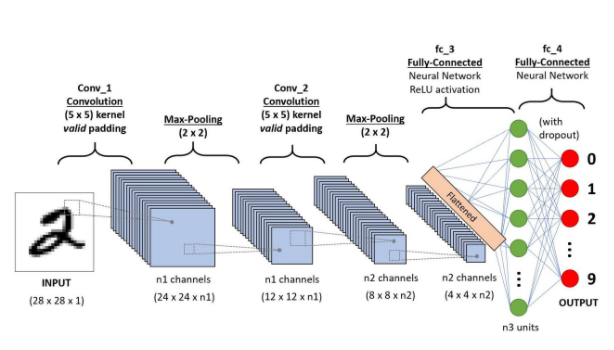 fc_3
Fully-Connected
Neural Network
ReLU activation
fc_4
Fully-Connected
Neural Network
Conv_1
Convolution
(5 x 5) kernel
valid padding
Max-Pooling
(2 x 2)
Conv_2
Convolution
(5 x 5) kernel
valid padding
Max-Pooling
(2 x 2)
(with
dropout)
0
1
2
9
Flattened
2
INPUT
(28 x 28 x 1)
n1 channels
(24 x 24 x n1)
n1 channels
(12 x 12 x n1)
n2 channels
(8 x 8 x n2)
n2 channels
(4 x 4 x n2)
n3 units
OUTPUT